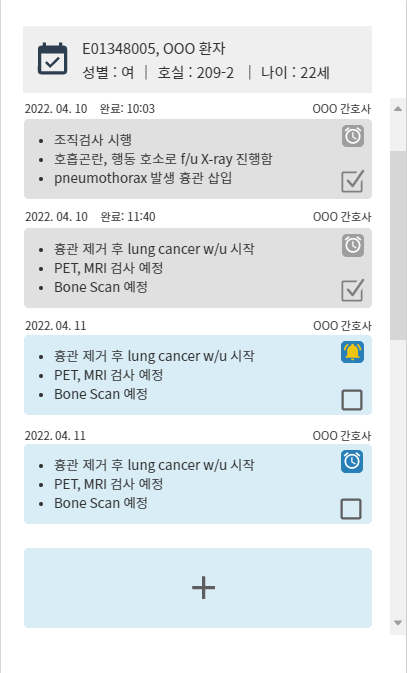 E01348005, OOO 환자
성별 : 여 | 호실 : 209-2 | 나이 : 22세
2022. 04. 10 완료: 10:03 OOO 간호사
• 조직검사 시행
• 호흡곤란, 행동 호소로 f/u X-ray 진행함
• pneumothorax 발생 흉관 삽입
2022. 04. 10 완료: 11:40 OOO 간호사
• 흉관 제거 후 lung cancer w/u 시작
• PET, MRI 검사 예정
• Bone Scan 예정
2022. 04. 11 OOO 간호사
• 흉관 제거 후 lung cancer w/u 시작
• PET, MRI 검사 예정
• Bone Scan 예정
2022. 04. 11 OOO 간호사
• 흉관 제거 후 lung cancer w/u 시작
• PET, MRI 검사 예정
• Bone Scan 예정